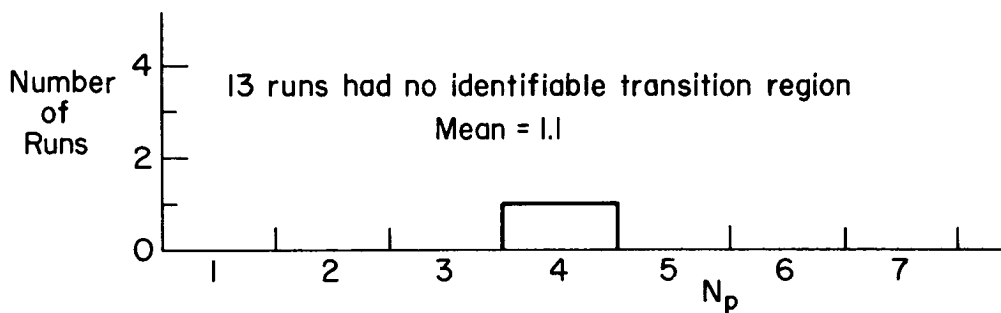 Number
of
Runs
4
2
0
13 runs had no identifiable transition region
Mean = 1.1
1 2 3 4 5 6 7
Np